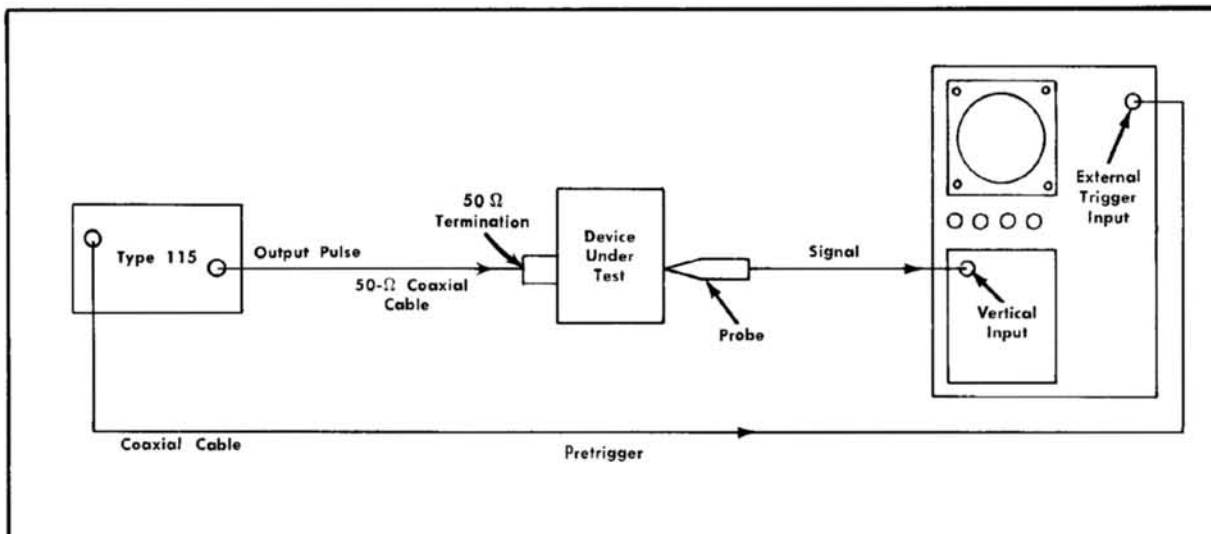 Type 115
Output Pulse
50-Ω Coaxial
Cable
50 Ω
Termination
Device
Under
Test
Probe
Signal
External
Trigger
Input
Vertical
Input
Coaxial Cable
Pretrigger